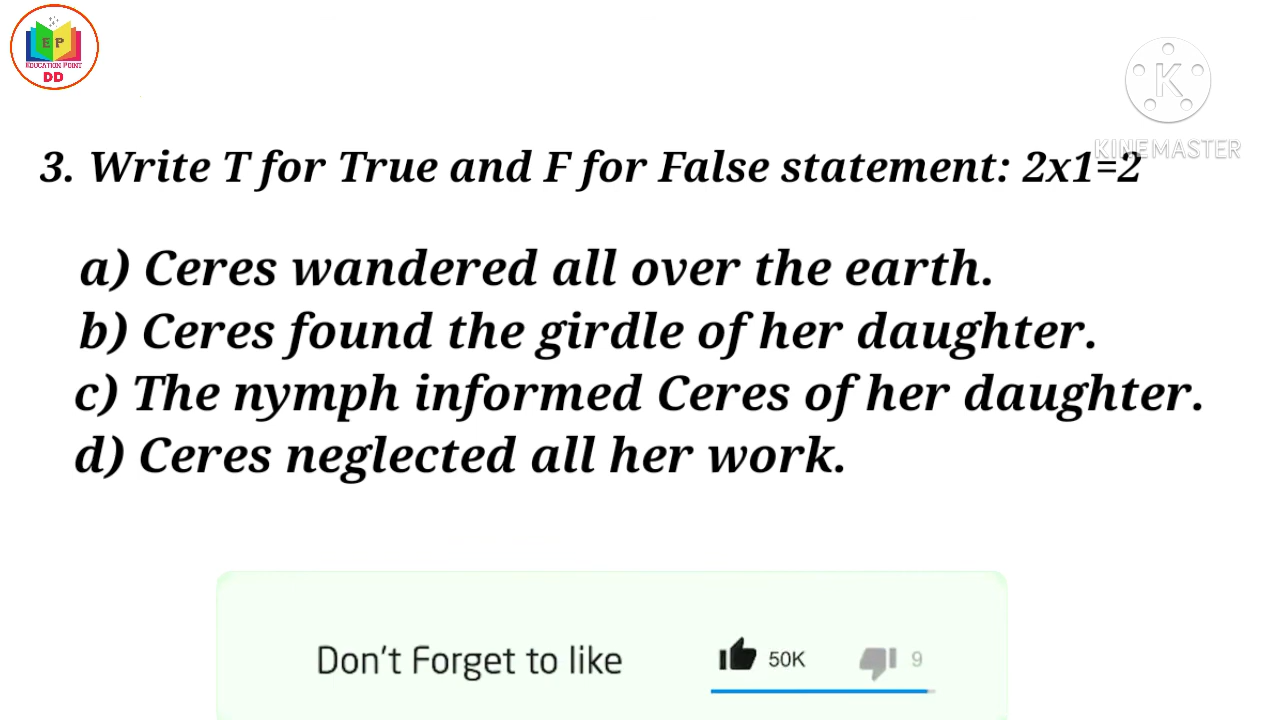 E P
EDUCATION POINT
DD
K
KINEMASTER
3. Write T for True and F for False statement: 2x1=2
a) Ceres wandered all over the earth.
b) Ceres found the girdle of her daughter.
c) The nymph informed Ceres of her daughter.
d) Ceres neglected all her work.
Don't Forget to like 50K 9